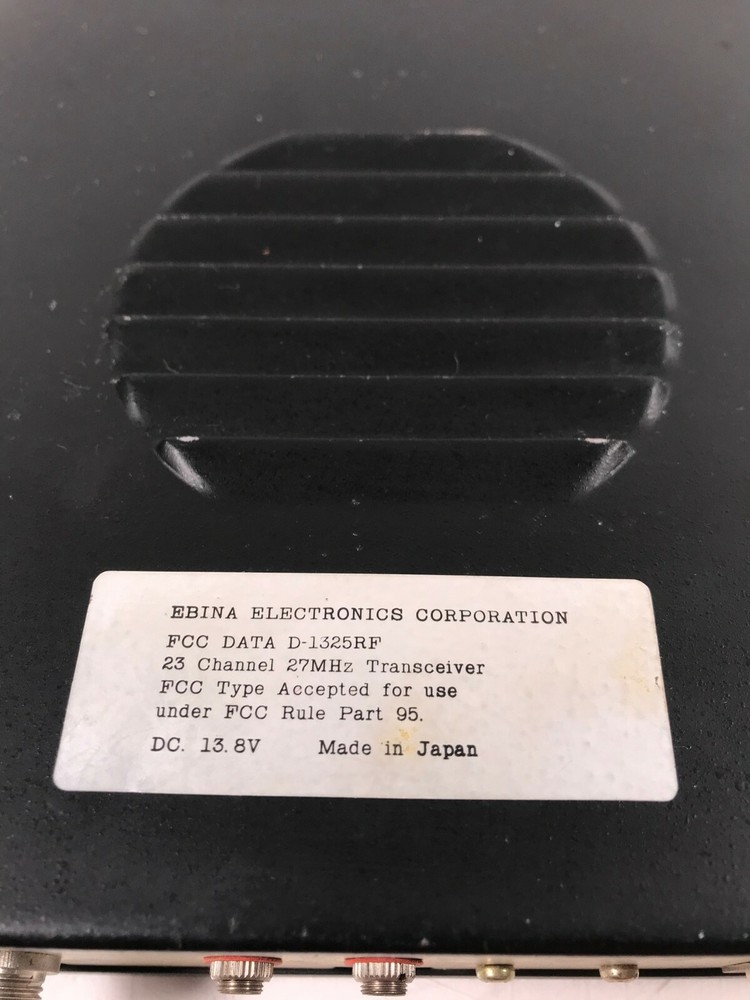 EBINA ELECTRONICS CORPORATION
FCC DATA D-1325RF
23 Channel 27MHz Transceiver
FCC Type Accepted for use
under FCC Rule Part 95.
DC. 13.8V Made in Japan